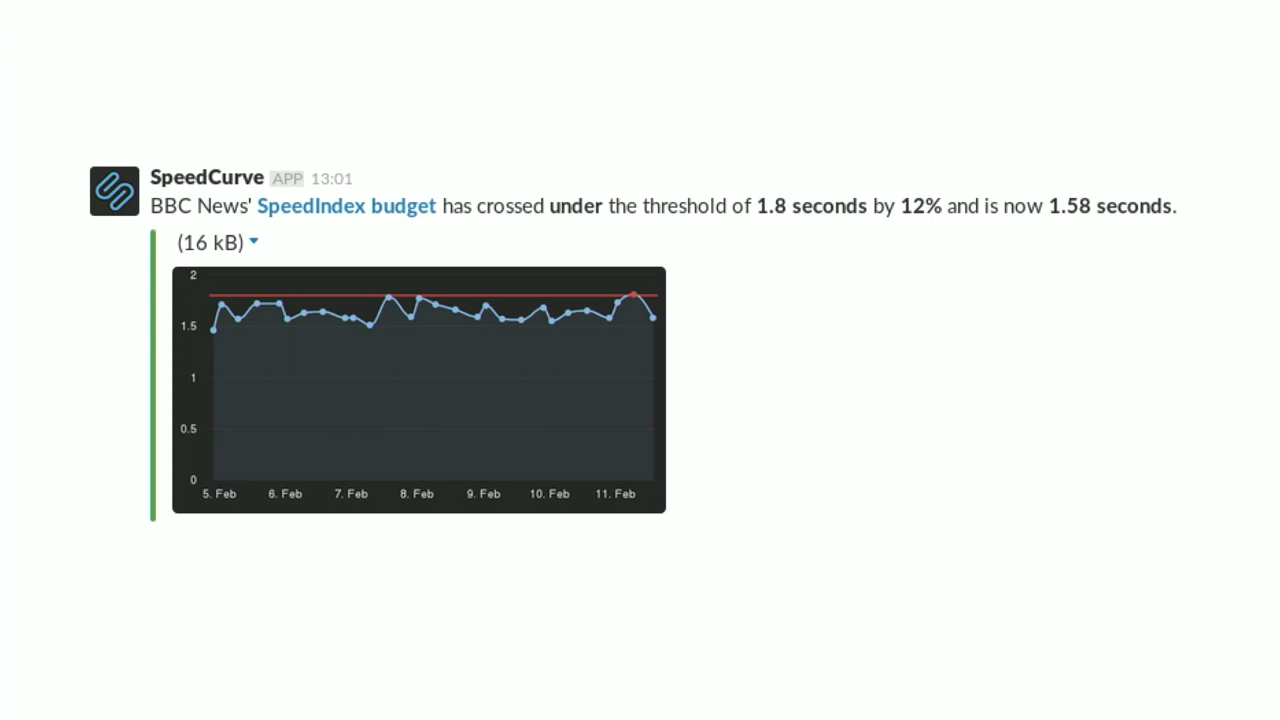 SpeedCurve APP 13:01
BBC News' SpeedIndex budget has crossed under the threshold of 1.8 seconds by 12% and is now 1.58 seconds.
(16 kB)
2
1.5
1
0.5
0
5. Feb 6. Feb 7. Feb 8. Feb 9. Feb 10. Feb 11. Feb